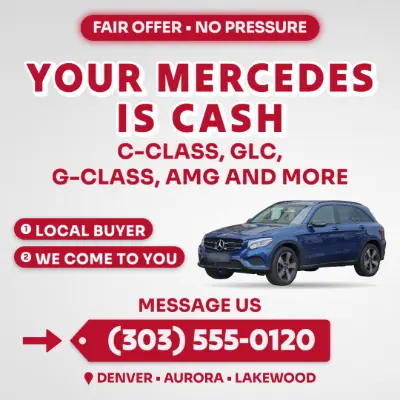 FAIR OFFER • NO PRESSURE
YOUR MERCEDES
IS CASH
C-CLASS, GLC,
G-CLASS, AMG AND MORE
1 LOCAL BUYER
2 WE COME TO YOU
MESSAGE US
(303) 555-0120
DENVER • AURORA • LAKEWOOD